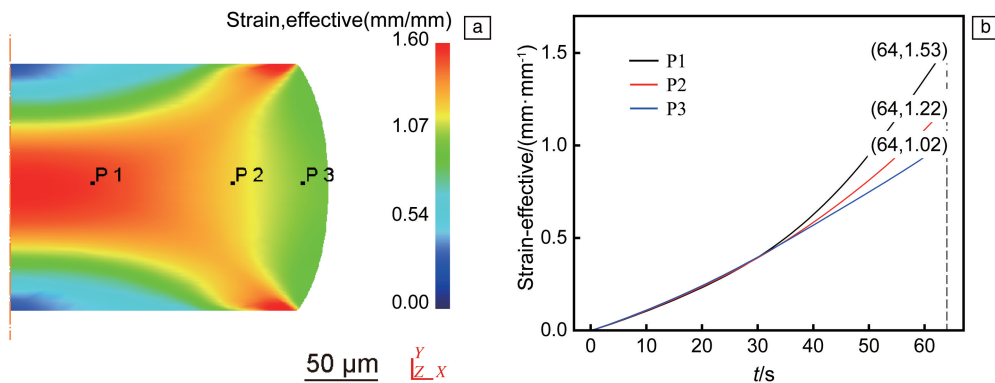 Strain,effective(mm/mm)
a
1.60
1.07
0.54
0.00
P 1
P 2
P 3
50 μm
Y
Z X
b
Strain-effective/(mm·mm⁻¹)
1.5
1.0
0.5
0.0
P1
P2
P3
(64,1.53)
(64,1.22)
(64,1.02)
0 10 20 30 40 50 60
t/s